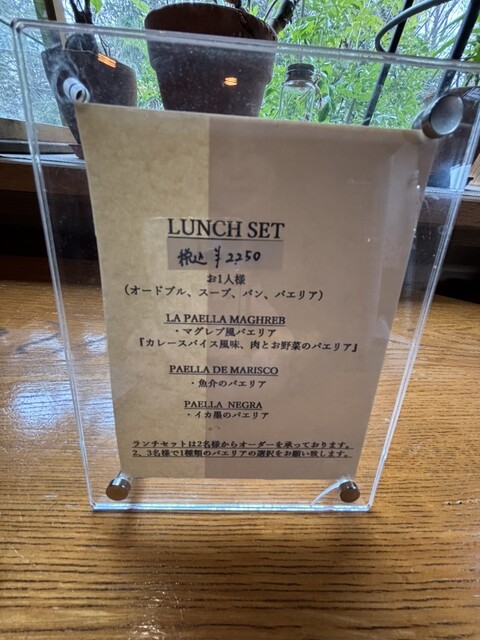 LUNCH SET
税込 ¥2250
お1人様
（オードブル、スープ、パン、パエリア）
LA PAELLA MAGHREB
・マグレブ風パエリア
『カレースパイス風味、肉とお野菜のパエリア』
PAELLA DE MARISCO
・魚介のパエリア
PAELLA NEGRA
・イカ墨のパエリア
ランチセットは2名様からオーダーを承っております。
2、3名様で1種類のパエリアの選択をお願い致します。